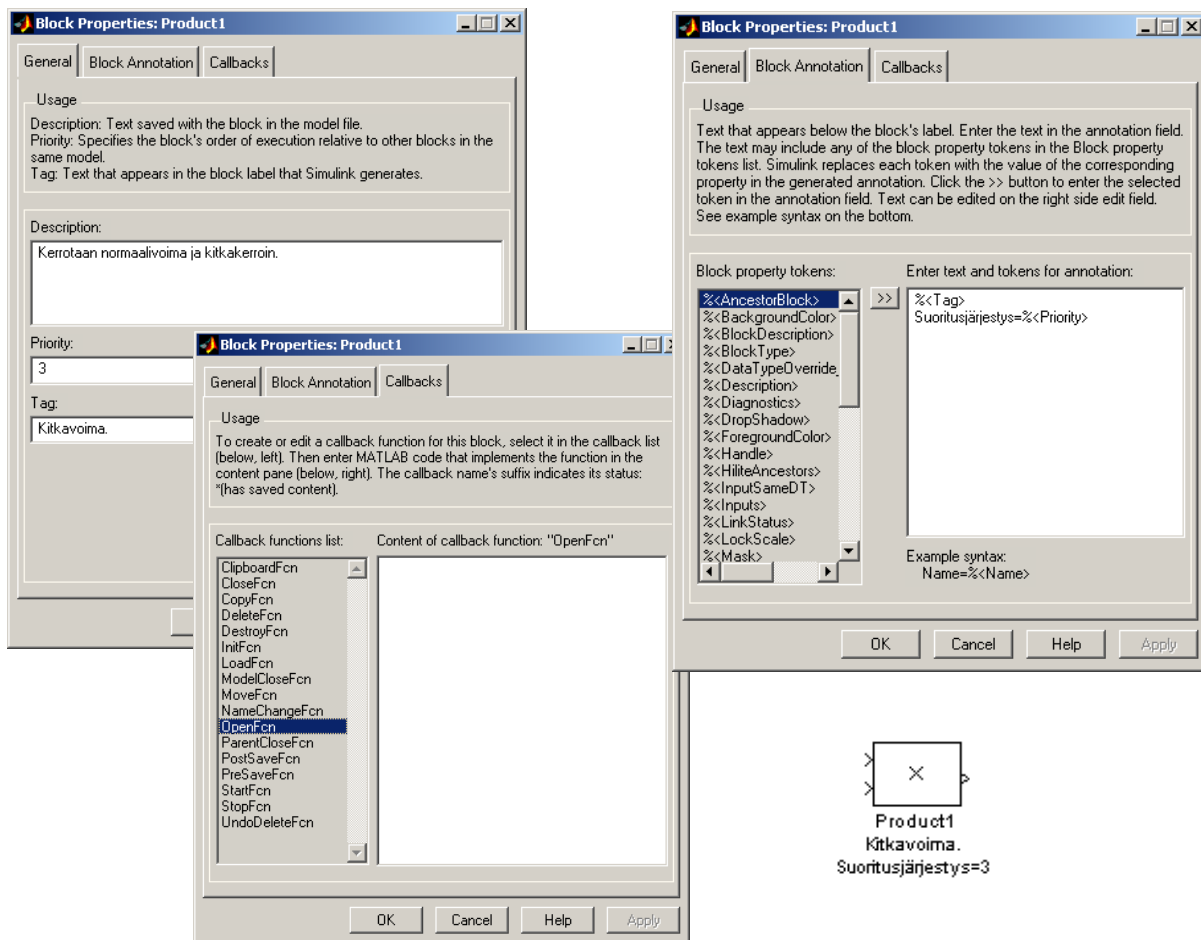 Block Properties: Product1
General
Block Annotation
Callbacks
Usage
Description: Text saved with the block in the model file.
Priority: Specifies the block's order of execution relative to other blocks in the
same model.
Tag: Text that appears in the block label that Simulink generates.
Description:
Kerrotaan normaalivoima ja kitkakerroin.
Priority:
3
Tag:
Kitkavoima.
Block Properties: Product1
General
Block Annotation
Callbacks
Usage
To create or edit a callback function for this block, select it in the callback list
(below, left). Then enter MATLAB code that implements the function in the
content pane (below, right). The callback name's suffix indicates its status:
*(has saved content).
Callback functions list:
Content of callback function: "OpenFcn"
ClipboardFcn
CloseFcn
CopyFcn
DeleteFcn
DestroyFcn
InitFcn
LoadFcn
ModelCloseFcn
MoveFcn
NameChangeFcn
OpenFcn
ParentCloseFcn
PostSaveFcn
PreSaveFcn
StartFcn
StopFcn
UndoDeleteFcn
OK
Cancel
Help
Apply
Block Properties: Product1
General
Block Annotation
Callbacks
Usage
Text that appears below the block's label. Enter the text in the annotation field.
The text may include any of the block property tokens in the Block property
tokens list. Simulink replaces each token with the value of the corresponding
property in the generated annotation. Click the >> button to enter the selected
token in the annotation field. Text can be edited on the right side edit field.
See example syntax on the bottom.
Block property tokens:
Enter text and tokens for annotation:
%<AncestorBlock>
%<BackgroundColor>
%<BlockDescription>
%<BlockType>
%<DataTypeOverride_
%<Description>
%<Diagnostics>
%<DropShadow>
%<ForegroundColor>
%<Handle>
%<HiliteAncestors>
%<InputSameDT>
%<Inputs>
%<LinkStatus>
%<LockScale>
%<Mask>
>>
%<Tag>
Suoritusjärjestys=%<Priority>
Example syntax:
Name=%<Name>
OK
Cancel
Help
Apply
×
Product1
Kitkavoima.
Suoritusjärjestys=3